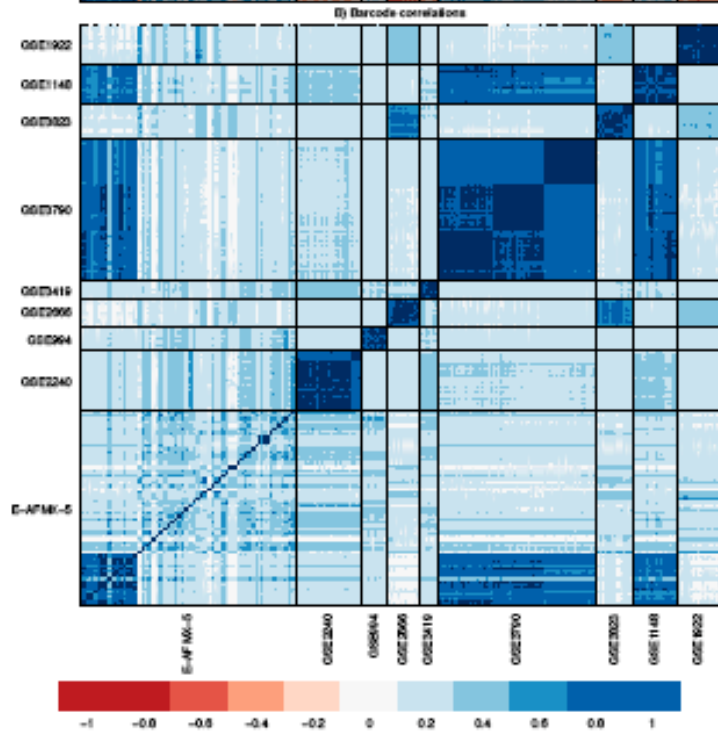 B) Barcode correlations
GSE1922
GSE1148
GSE3023
GSE3790
GSE3419
GSE2665
GSE994
GSE2240
E-AFMX-5
E-AFMX-5
GSE2240
GSE994
GSE2665
GSE3419
GSE3790
GSE3023
GSE1148
GSE1922
-1 -0.8 -0.6 -0.4 -0.2 0 0.2 0.4 0.6 0.8 1